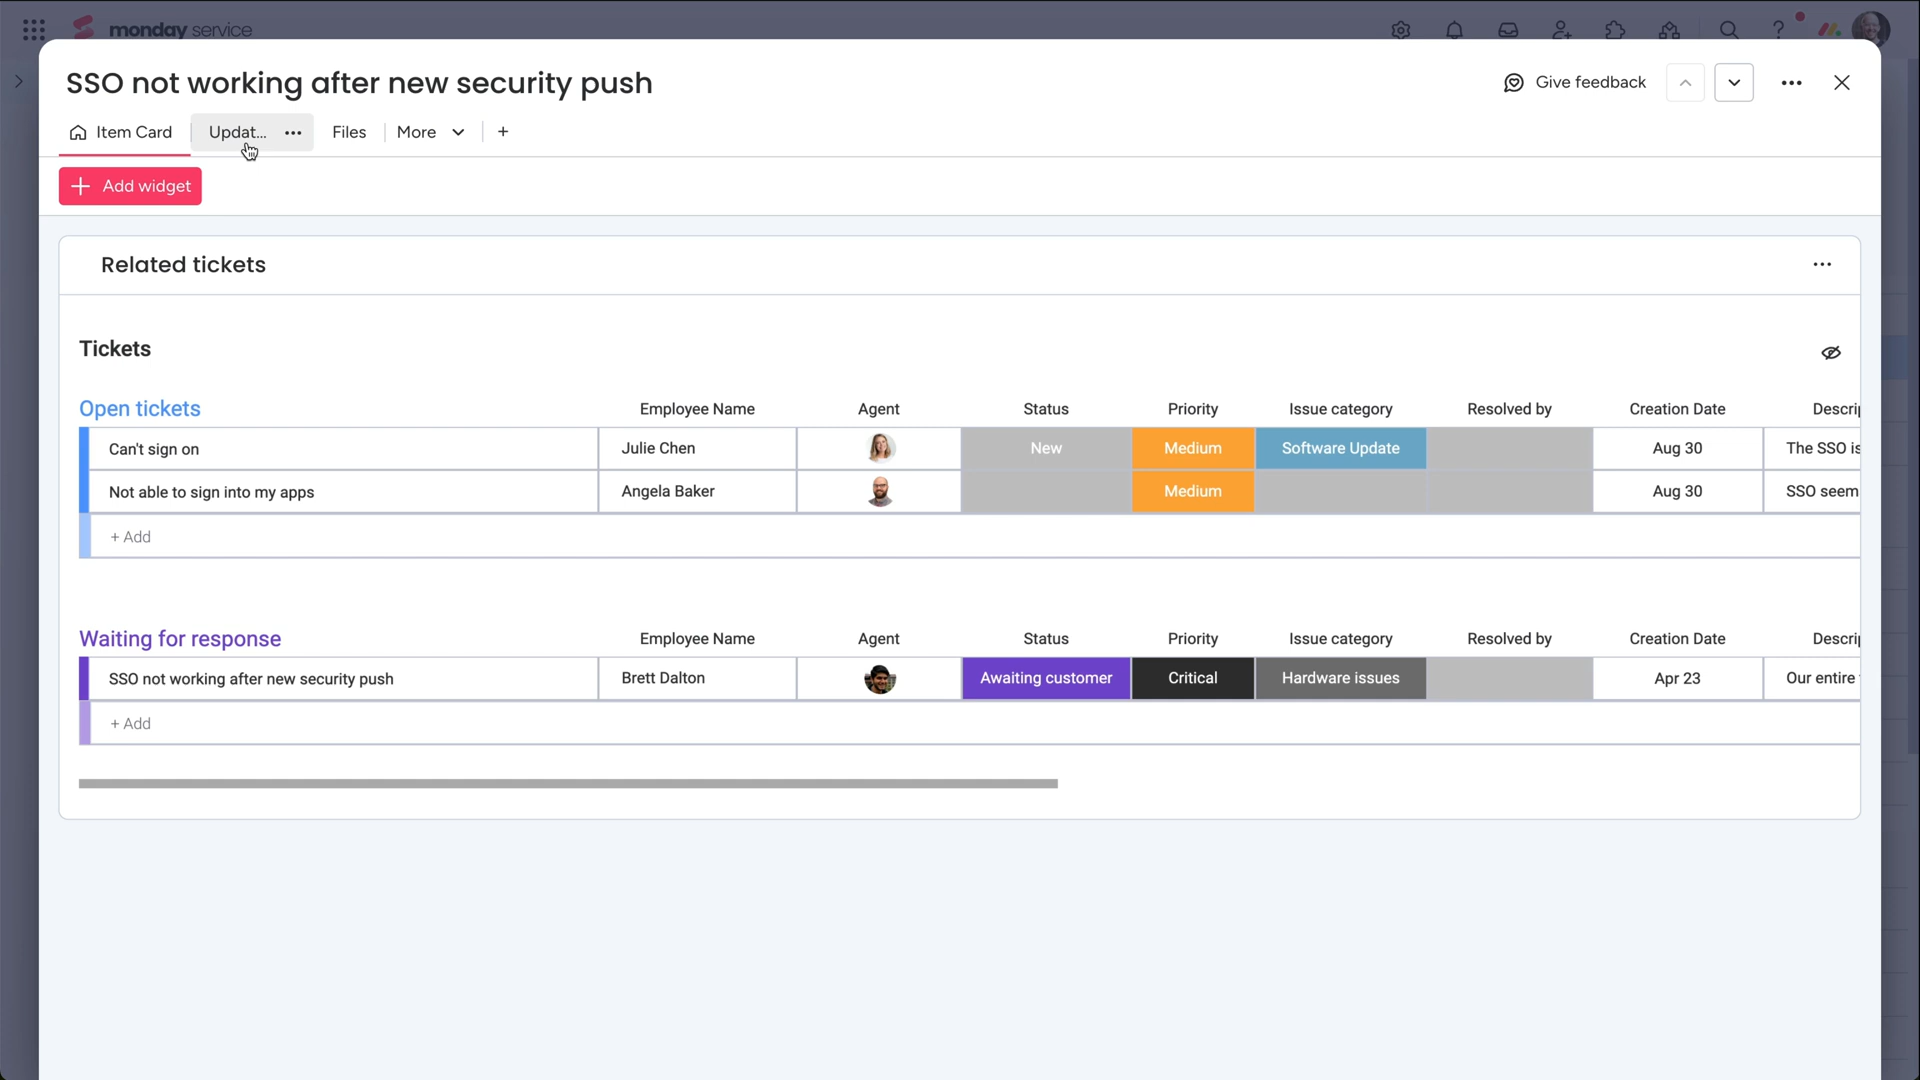 monday service
SSO not working after new security push
Give feedback
Item Card
Updat...
Files
More
+
+ Add widget
Related tickets
Tickets
Open tickets Employee Name Agent Status Priority Issue category Resolved by Creation Date Descrip
Can't sign on Julie Chen New Medium Software Update Aug 30 The SSO is
Not able to sign into my apps Angela Baker Medium Aug 30 SSO seem
+ Add
Waiting for response Employee Name Agent Status Priority Issue category Resolved by Creation Date Descrip
SSO not working after new security push Brett Dalton Awaiting customer Critical Hardware issues Apr 23 Our entire
+ Add